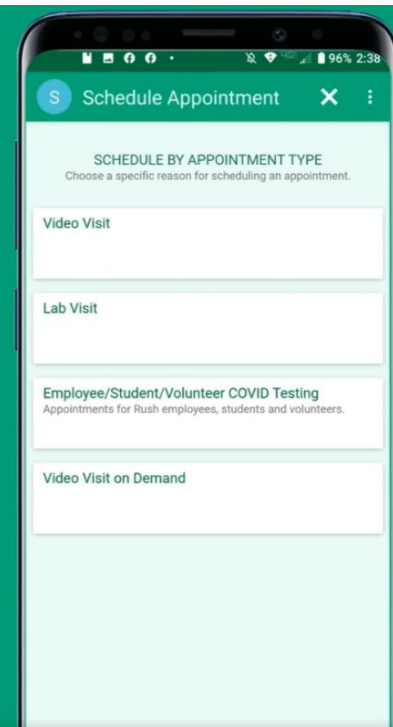 96% 2:38
S Schedule Appointment
SCHEDULE BY APPOINTMENT TYPE
Choose a specific reason for scheduling an appointment.
Video Visit
Lab Visit
Employee/Student/Volunteer COVID Testing
Appointments for Rush employees, students and volunteers.
Video Visit on Demand